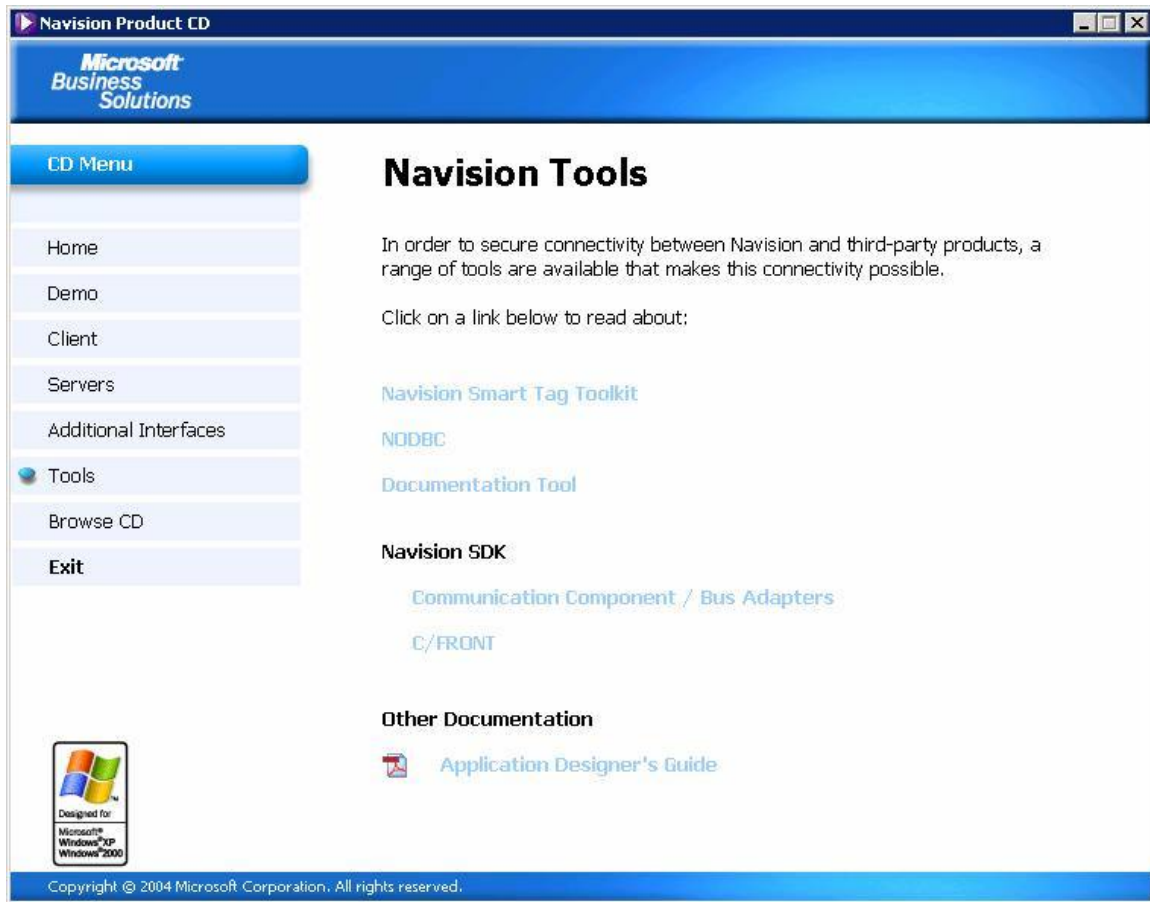 Navision Product CD
Microsoft
Business
Solutions
CD Menu
Home
Demo
Client
Servers
Additional Interfaces
Tools
Browse CD
Exit
Navision Tools
In order to secure connectivity between Navision and third-party products, a
range of tools are available that makes this connectivity possible.
Click on a link below to read about:
Navision Smart Tag Toolkit
NODBC
Documentation Tool
Navision SDK
Communication Component / Bus Adapters
C/FRONT
Other Documentation
Application Designer's Guide
Designed for
Microsoft®
Windows®XP
Windows®2000
Copyright © 2004 Microsoft Corporation. All rights reserved.